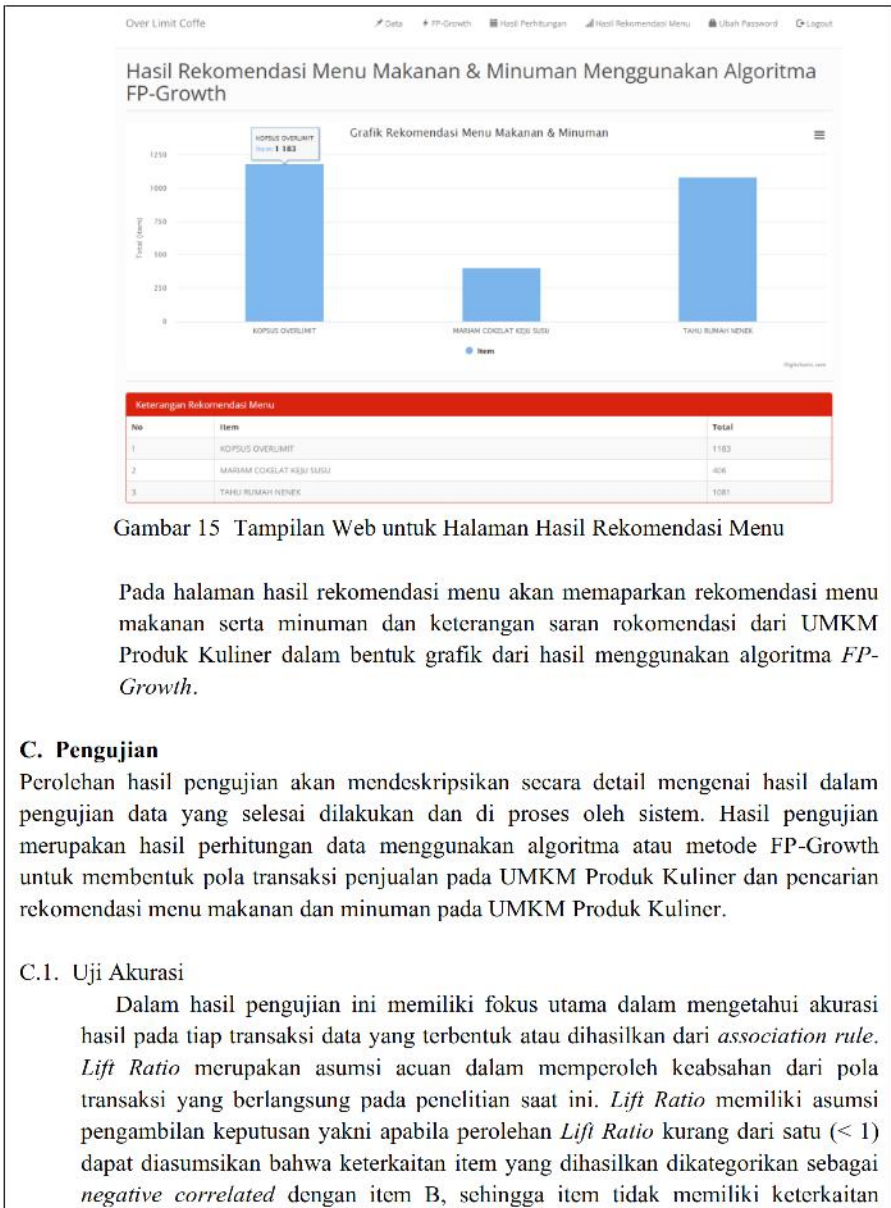 Over Limit Coffe
Data FP-Growth Hasil Perhitungan Hasil Rekomendasi Menu Ubah Password Logout
Hasil Rekomendasi Menu Makanan & Minuman Menggunakan Algoritma
FP-Growth
Grafik Rekomendasi Menu Makanan & Minuman
KOPSUS OVERLIMIT
Item: 1 183
1250
1000
750
500
250
0
Total (Item)
KOPSUS OVERLIMIT MARIAM COKELAT KEJU SUSU TAHU RUMAH NENEK
Item
Highcharts.com
Keterangan Rekomendasi Menu
No Item Total
1 KOPSUS OVERLIMIT 1183
2 MARIAM COKELAT KEJU SUSU 406
3 TAHU RUMAH NENEK 1081
Gambar 15 Tampilan Web untuk Halaman Hasil Rekomendasi Menu
Pada halaman hasil rekomendasi menu akan memaparkan rekomendasi menu
makanan serta minuman dan keterangan saran rokomendasi dari UMKM
Produk Kuliner dalam bentuk grafik dari hasil menggunakan algoritma FP-
Growth.
C. Pengujian
Perolehan hasil pengujian akan mendeskripsikan secara detail mengenai hasil dalam
pengujian data yang selesai dilakukan dan di proses oleh sistem. Hasil pengujian
merupakan hasil perhitungan data menggunakan algoritma atau metode FP-Growth
untuk membentuk pola transaksi penjualan pada UMKM Produk Kuliner dan pencarian
rekomendasi menu makanan dan minuman pada UMKM Produk Kuliner.
C.1. Uji Akurasi
Dalam hasil pengujian ini memiliki fokus utama dalam mengetahui akurasi
hasil pada tiap transaksi data yang terbentuk atau dihasilkan dari association rule.
Lift Ratio merupakan asumsi acuan dalam memperoleh keabsahan dari pola
transaksi yang berlangsung pada penelitian saat ini. Lift Ratio memiliki asumsi
pengambilan keputusan yakni apabila perolehan Lift Ratio kurang dari satu (< 1)
dapat diasumsikan bahwa keterkaitan item yang dihasilkan dikategorikan sebagai
negative correlated dengan item B, sehingga item tidak memiliki keterkaitan